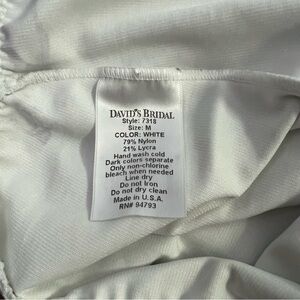 DAVID'S BRIDAL
Style: 7318
Size: M
COLOR: WHITE
79% Nylon
21% Lycra
Hand wash cold
Dark colors separate
Only non-chlorine
bleach when needed
Line dry
Do not Iron
Do not dry clean
Made in U.S.A.
RN# 94793